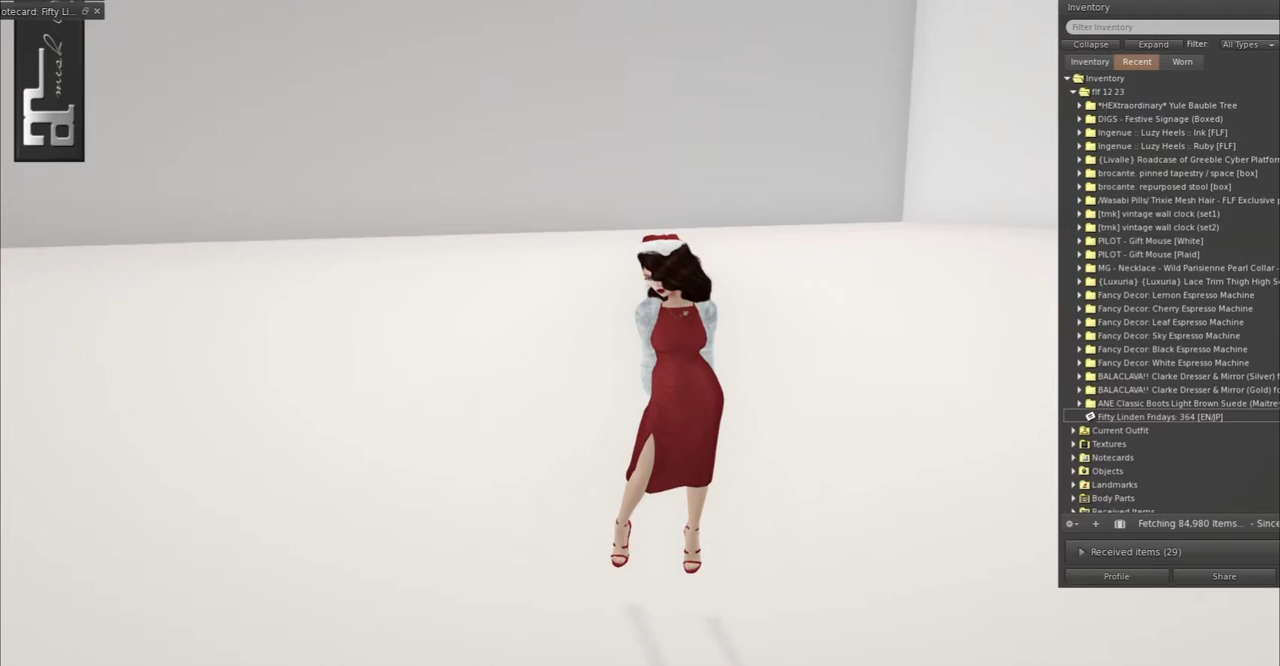 otecard: Fifty Li...
mesh
Inventory
Filter Inventory
Collapse Expand Filter: All Types
Inventory Recent Worn
Inventory
flf 12 23
*HEXtraordinary* Yule Bauble Tree
DIGS - Festive Signage (Boxed)
Ingenue :: Luzy Heels :: Ink [FLF]
Ingenue :: Luzy Heels :: Ruby [FLF]
{Livalle} Roadcase of Greeble Cyber Platfor
brocante. pinned tapestry / space [box]
brocante. repurposed stool [box]
/Wasabi Pills/ Trixie Mesh Hair - FLF Exclusive p
[tmk] vintage wall clock (set1)
[tmk] vintage wall clock (set2)
PILOT - Gift Mouse [White]
PILOT - Gift Mouse [Plaid]
MG - Necklace - Wild Parisienne Pearl Collar -
{Luxuria} {Luxuria} Lace Trim Thigh High S
Fancy Decor: Lemon Espresso Machine
Fancy Decor: Cherry Espresso Machine
Fancy Decor: Leaf Espresso Machine
Fancy Decor: Sky Espresso Machine
Fancy Decor: Black Espresso Machine
Fancy Decor: White Espresso Machine
BALACLAVA!! Clarke Dresser & Mirror (Silver) f
BALACLAVA!! Clarke Dresser & Mirror (Gold) fo
ANE Classic Boots Light Brown Suede (Maitre
Fifty Linden Fridays: 364 [EN/JP]
Current Outfit
Textures
Notecards
Objects
Landmarks
Body Parts
Received Items
Fetching 84,980 Items... - Since
Received items (29)
Profile Share